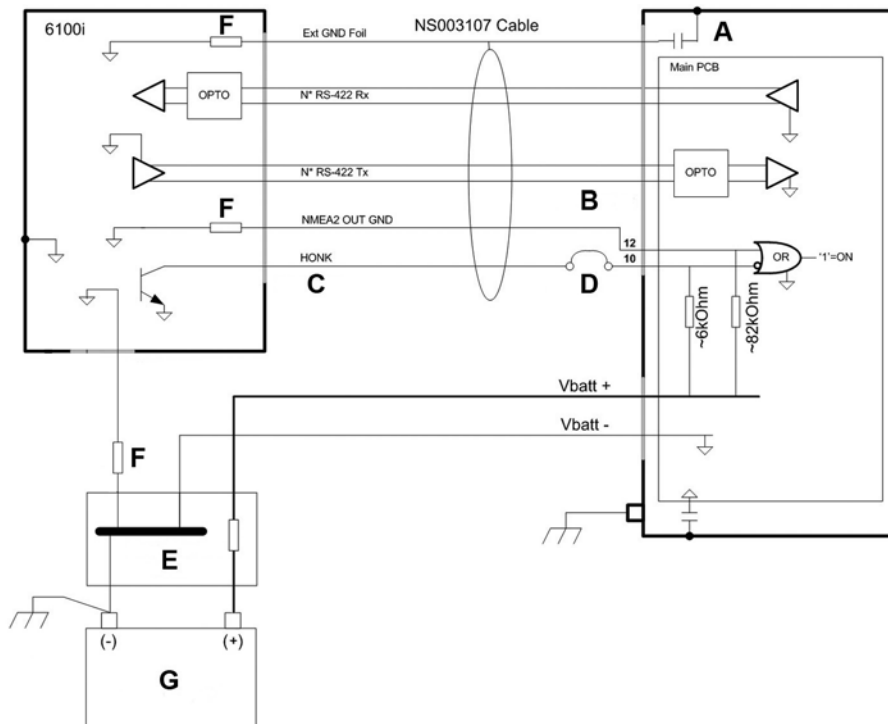 6100i
F
Ext GND Foil
NS003107 Cable
A
Main PCB
OPTO
N* RS-422 Rx
N* RS-422 Tx
OPTO
F
NMEA2 OUT GND
B
12
10
OR
'1'=ON
HONK
C
D
~6kOhm
~82kOhm
Vbatt +
Vbatt -
F
E
(-)
(+)
G